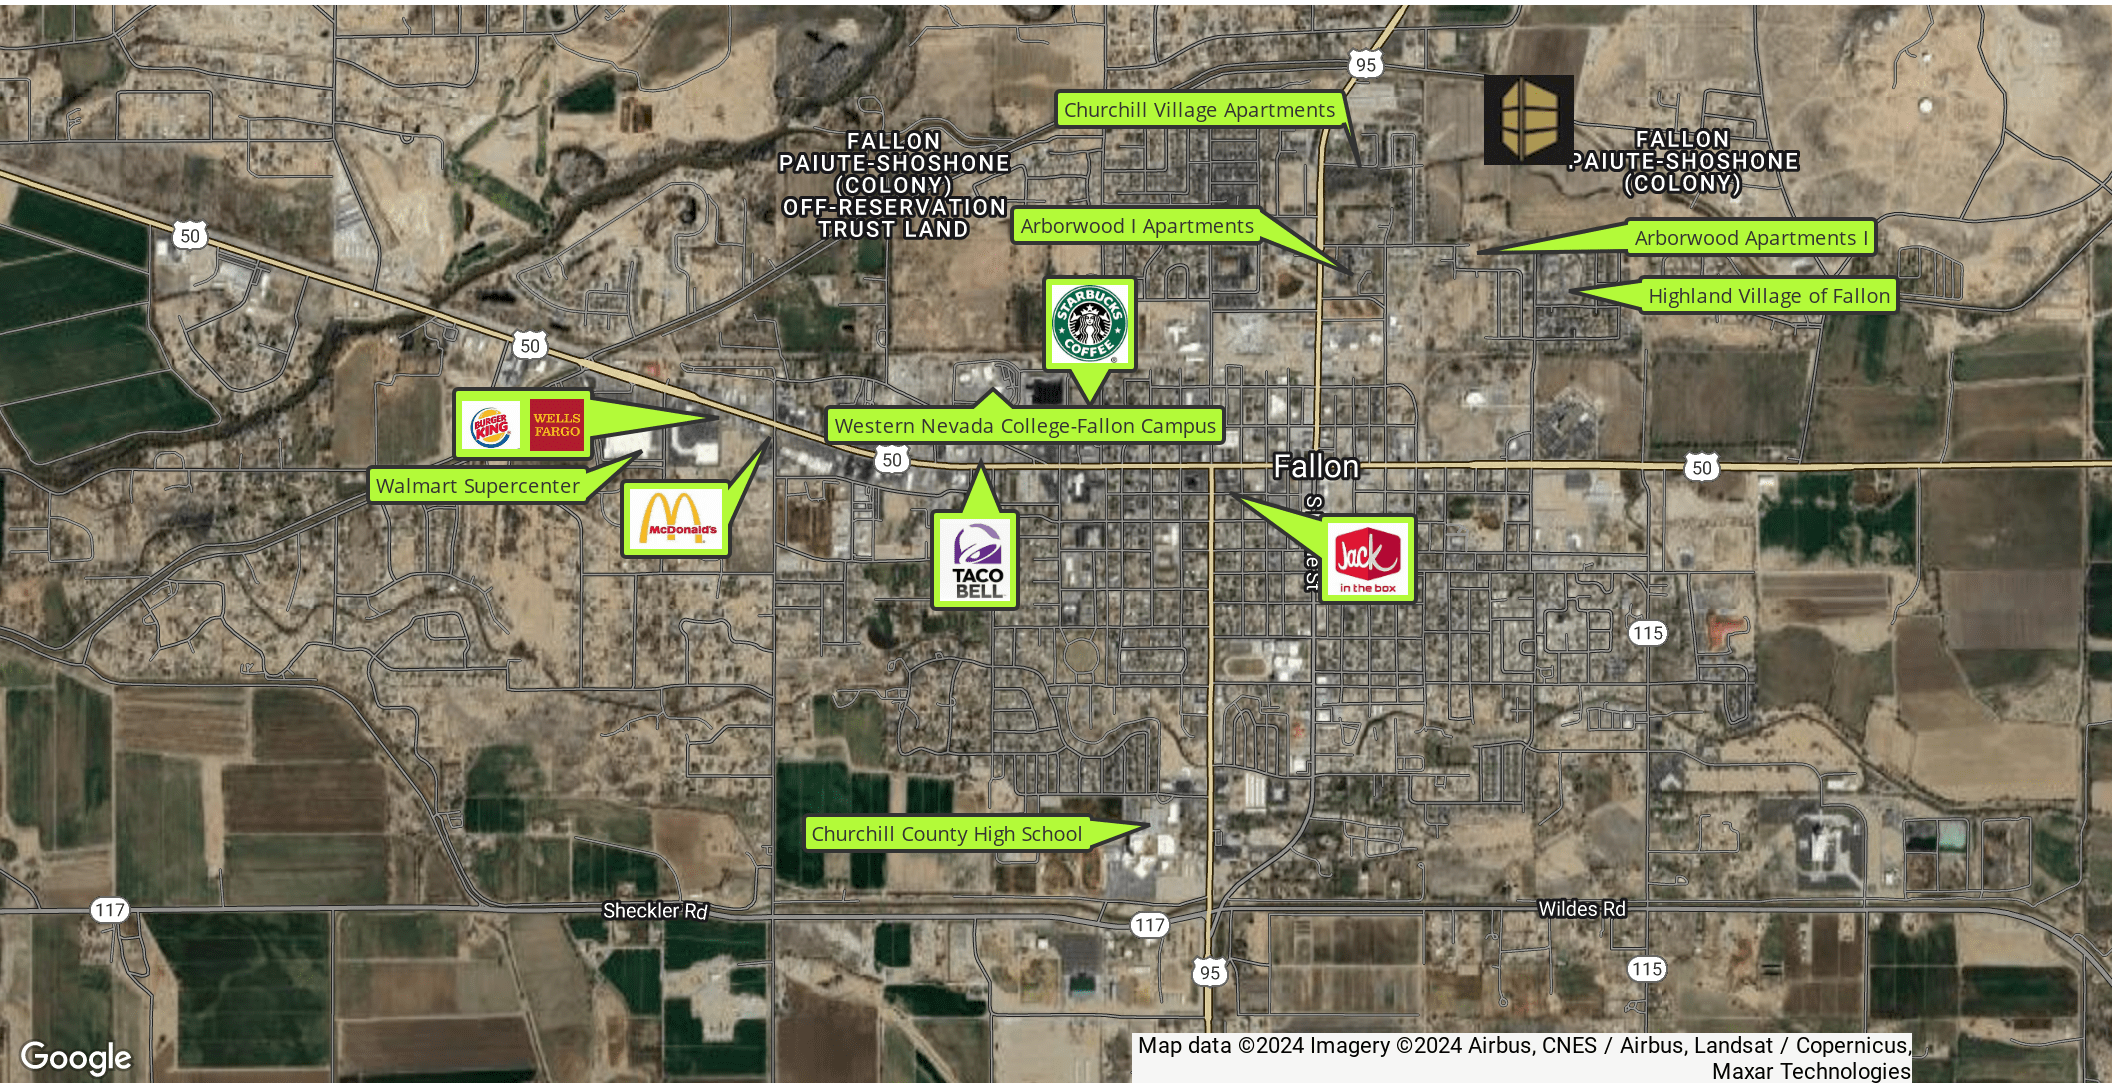 95
Churchill Village Apartments
FALLON
PAIUTE-SHOSHONE
(COLONY)
OFF-RESERVATION
TRUST LAND
FALLON
PAIUTE-SHOSHONE
(COLONY)
50
Arborwood I Apartments
Arborwood Apartments I
Highland Village of Fallon
STARBUCKS
COFFEE
50
BURGER
KING
WELLS
FARGO
Western Nevada College-Fallon Campus
50
Fallon
50
Walmart Supercenter
McDonald's
TACO
BELL
Jack
in the box
115
Churchill County High School
117
Sheckler Rd
117
Wildes Rd
95
115
Google
Map data ©2024 Imagery ©2024 Airbus, CNES / Airbus, Landsat / Copernicus,
Maxar Technologies